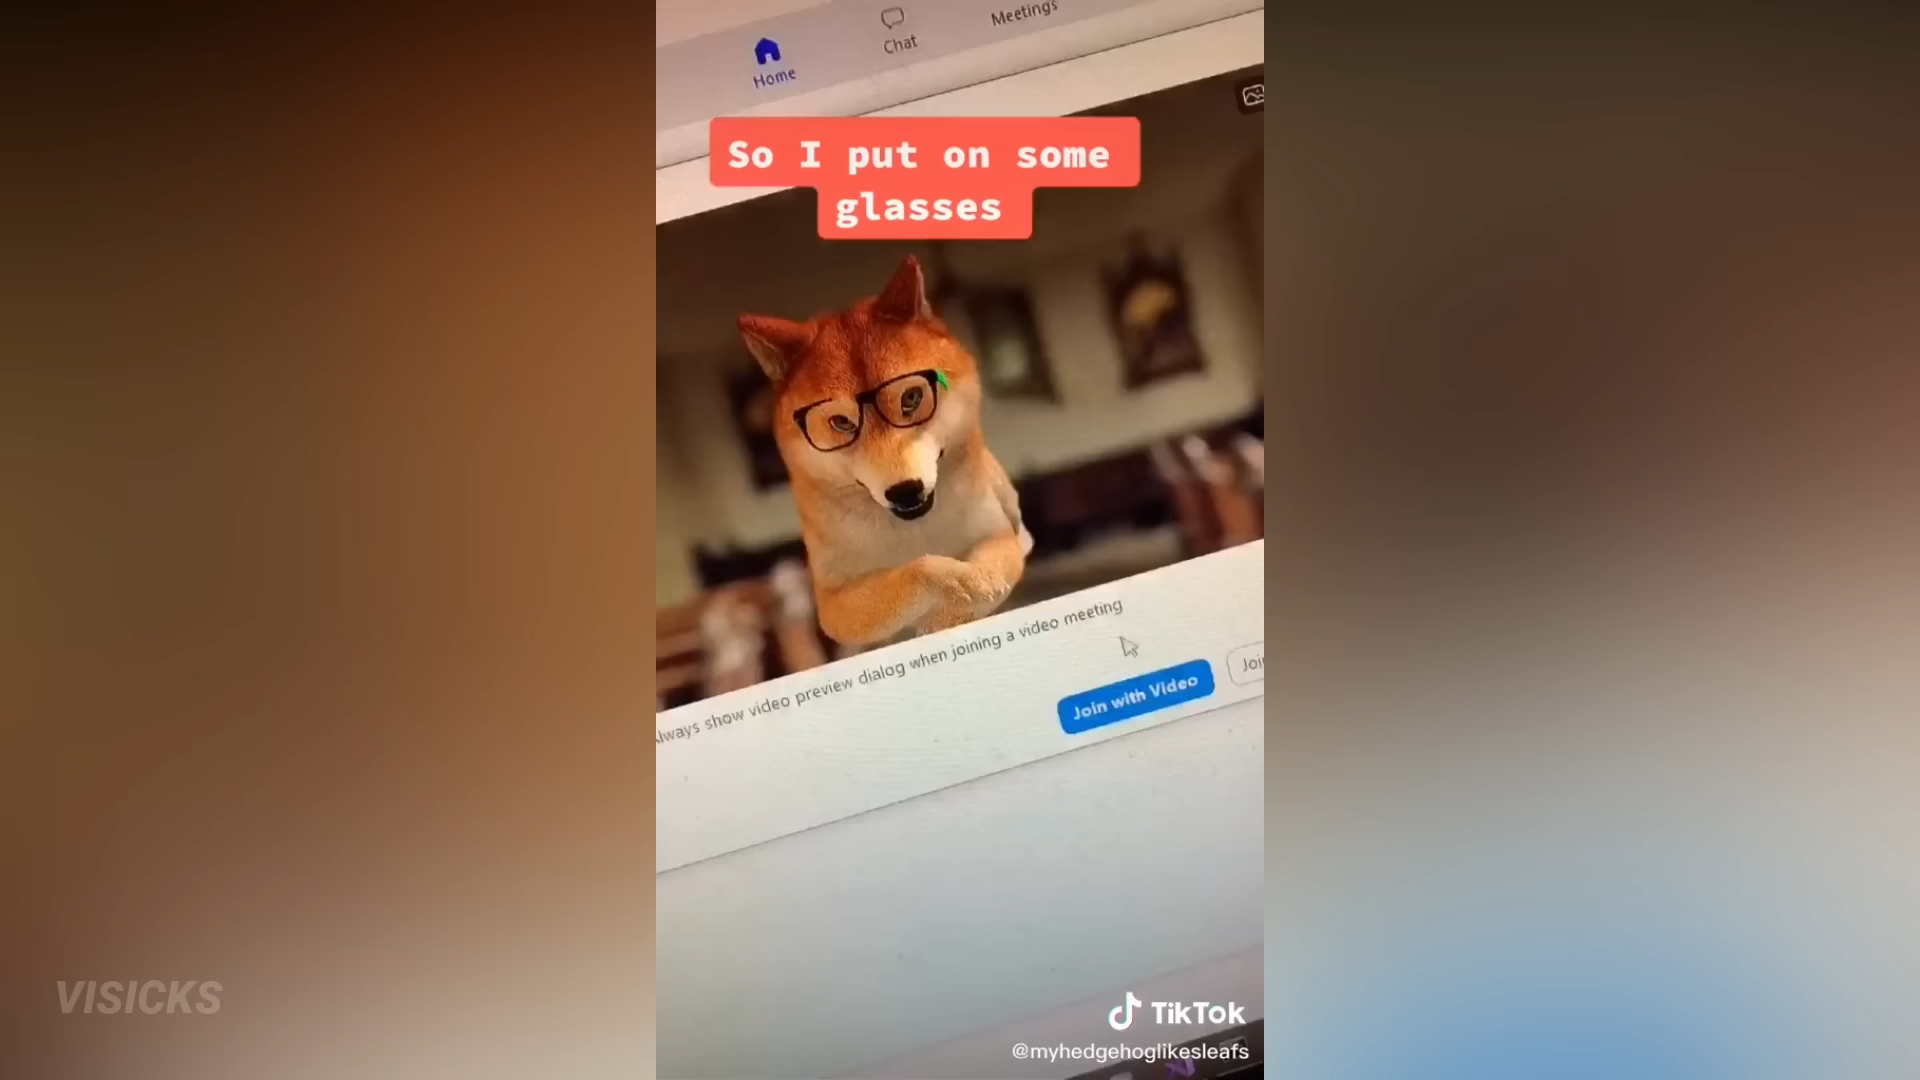 Home
Chat
Meetings
So I put on some
glasses
lways show video preview dialog when joining a video meeting
Join with Video
Joi
VISICKS
TikTok
@myhedgehoglikesleafs